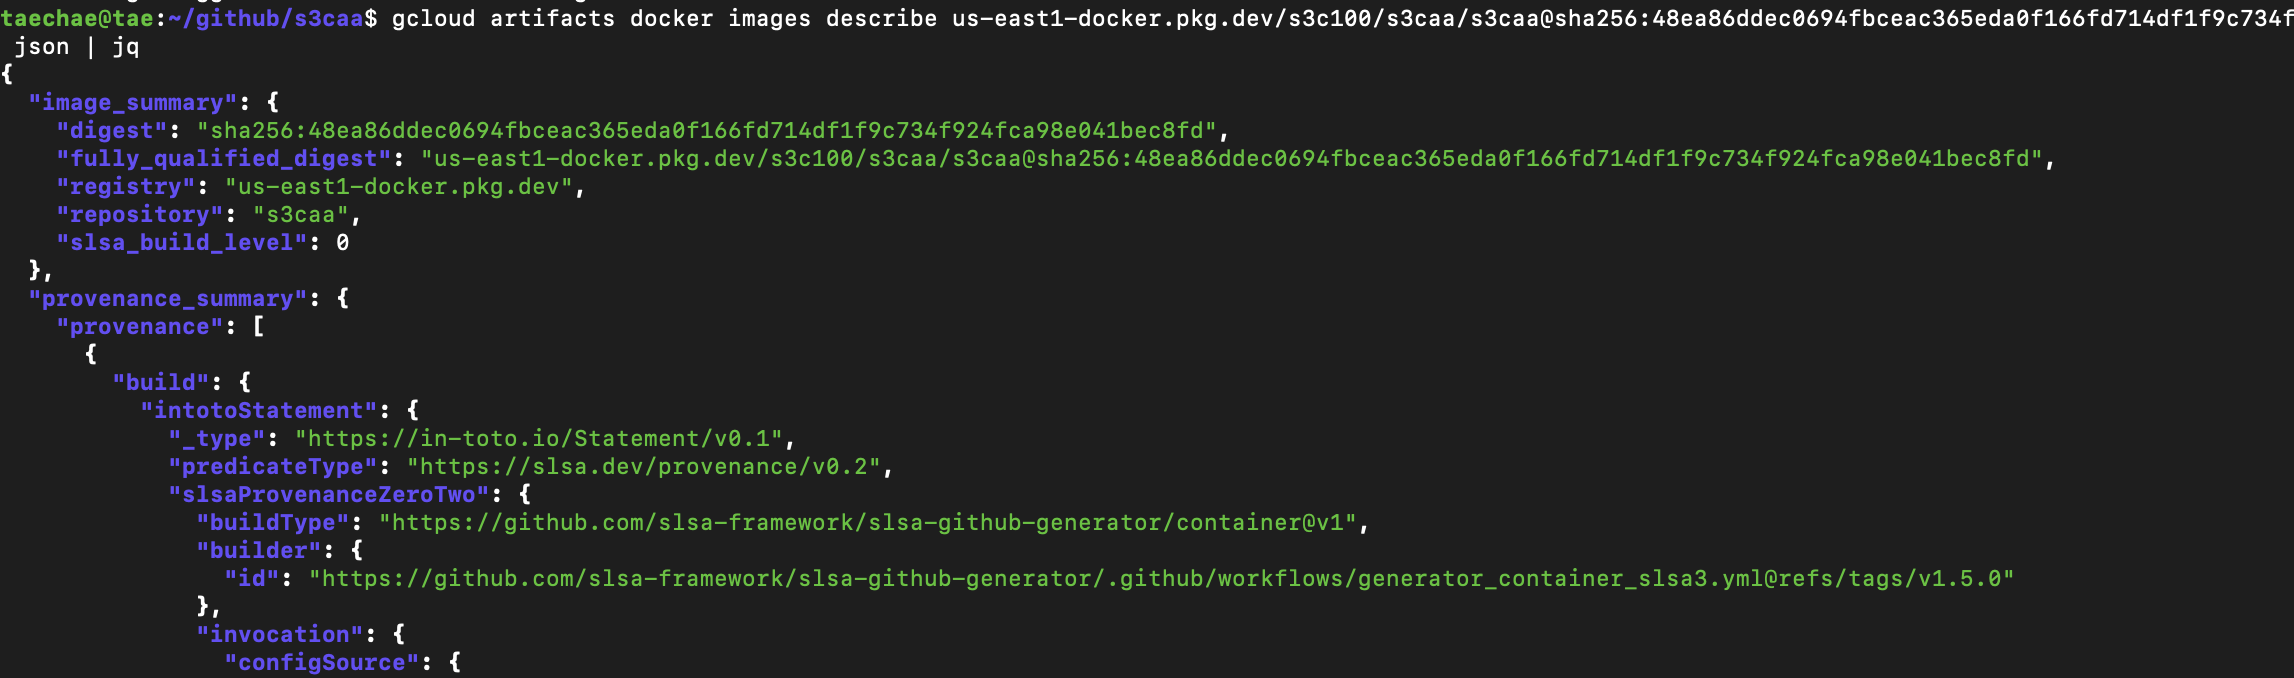 taechae@tae:~/github/s3caa$ gcloud artifacts docker images describe us-east1-docker.pkg.dev/s3c100/s3caa/s3caa@sha256:48ea86ddec0694fbceac365eda0f166fd714df1f9c734f
json | jq
{
"image_summary": {
"digest": "sha256:48ea86ddec0694fbceac365eda0f166fd714df1f9c734f924fca98e041bec8fd",
"fully_qualified_digest": "us-east1-docker.pkg.dev/s3c100/s3caa/s3caa@sha256:48ea86ddec0694fbceac365eda0f166fd714df1f9c734f924fca98e041bec8fd",
"registry": "us-east1-docker.pkg.dev",
"repository": "s3caa",
"slsa_build_level": 0
},
"provenance_summary": {
"provenance": [
{
"build": {
"intotoStatement": {
"_type": "https://in-toto.io/Statement/v0.1",
"predicateType": "https://slsa.dev/provenance/v0.2",
"slsaProvenanceZeroTwo": {
"buildType": "https://github.com/slsa-framework/slsa-github-generator/container@v1",
"builder": {
"id": "https://github.com/slsa-framework/slsa-github-generator/.github/workflows/generator_container_slsa3.yml@refs/tags/v1.5.0"
},
"invocation": {
"configSource": {